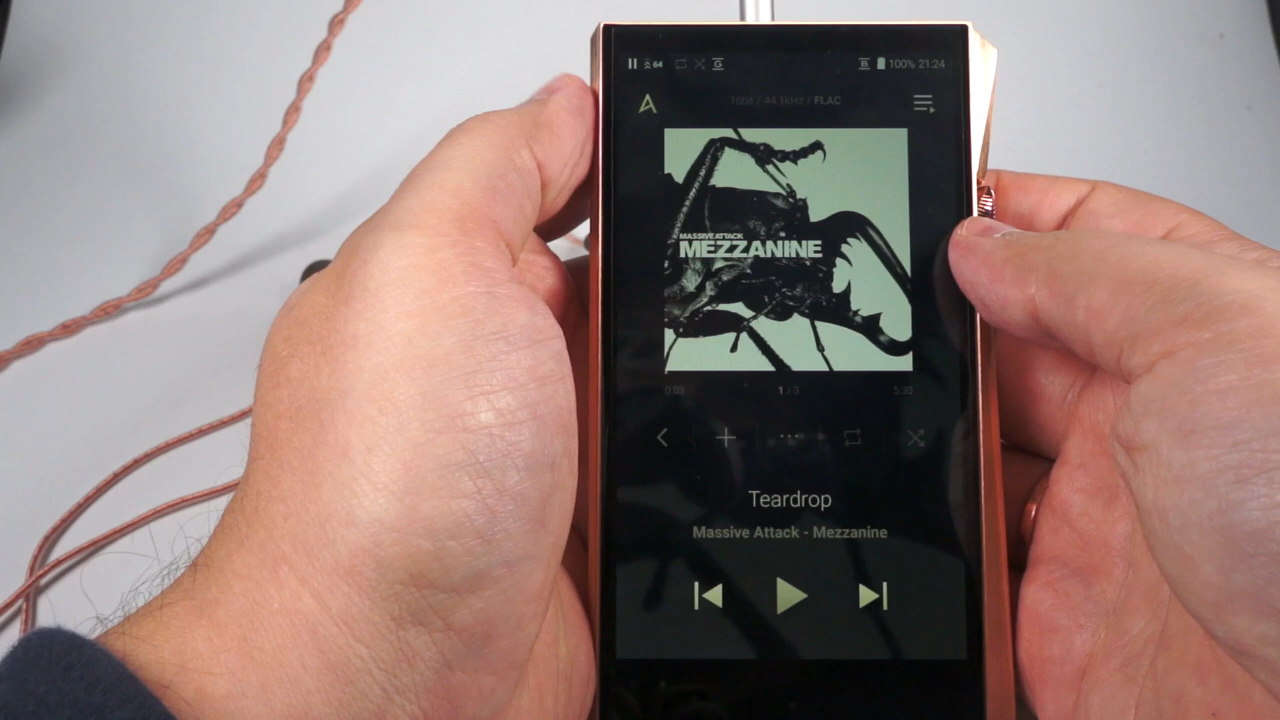 64 G B 100% 21:24
16bit / 44.1kHz / FLAC
MASSIVE ATTACK
MEZZANINE
0:03 1 / 3 5:30
Teardrop
Massive Attack - Mezzanine